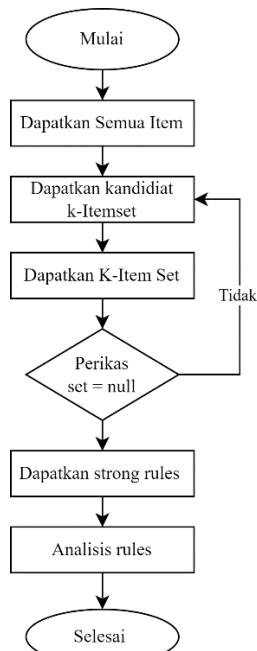 Mulai
Dapatkan Semua Item
Dapatkan kandidiat
k-Itemset
Dapatkan K-Item Set
Tidak
Perikas
set = null
Dapatkan strong rules
Analisis rules
Selesai